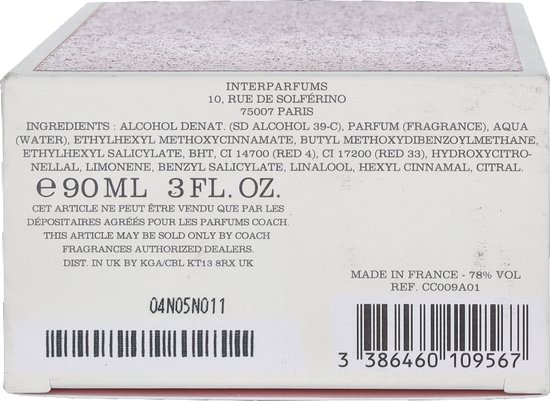 INTERPARFUMS
10, RUE DE SOLFÉRINO
75007 PARIS
INGREDIENTS : ALCOHOL DENAT. (SD ALCOHOL 39-C), PARFUM (FRAGRANCE), AQUA
(WATER), ETHYLHEXYL METHOXYCINNAMATE, BUTYL METHOXYDIBENZOYLMETHANE,
ETHYLHEXYL SALICYLATE, BHT, CI 14700 (RED 4), CI 17200 (RED 33), HYDROXYCITRO-
NELLAL, LIMONENE, BENZYL SALICYLATE, LINALOOL, HEXYL CINNAMAL, CITRAL.
℮ 90 ML 3 FL. OZ.
CET ARTICLE NE PEUT ÊTRE VENDU QUE PAR LES
DÉPOSITAIRES AGRÉÉS POUR LES PARFUMS COACH.
THIS ARTICLE MAY BE SOLD ONLY BY COACH
FRAGRANCES AUTHORIZED DEALERS.
DIST. IN UK BY KGA/CBL KT13 8RX UK
MADE IN FRANCE - 78% VOL
REF. CC009A01
04N05N011
3 386460 109567